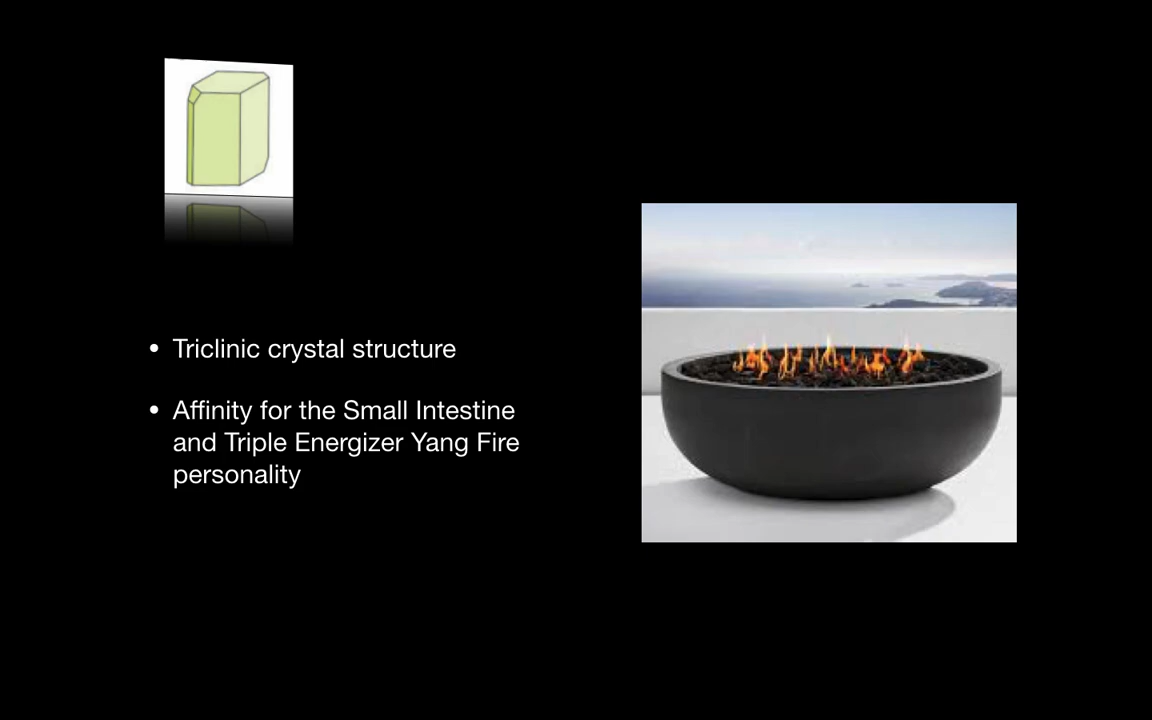 • Triclinic crystal structure
• Affinity for the Small Intestine
and Triple Energizer Yang Fire
personality